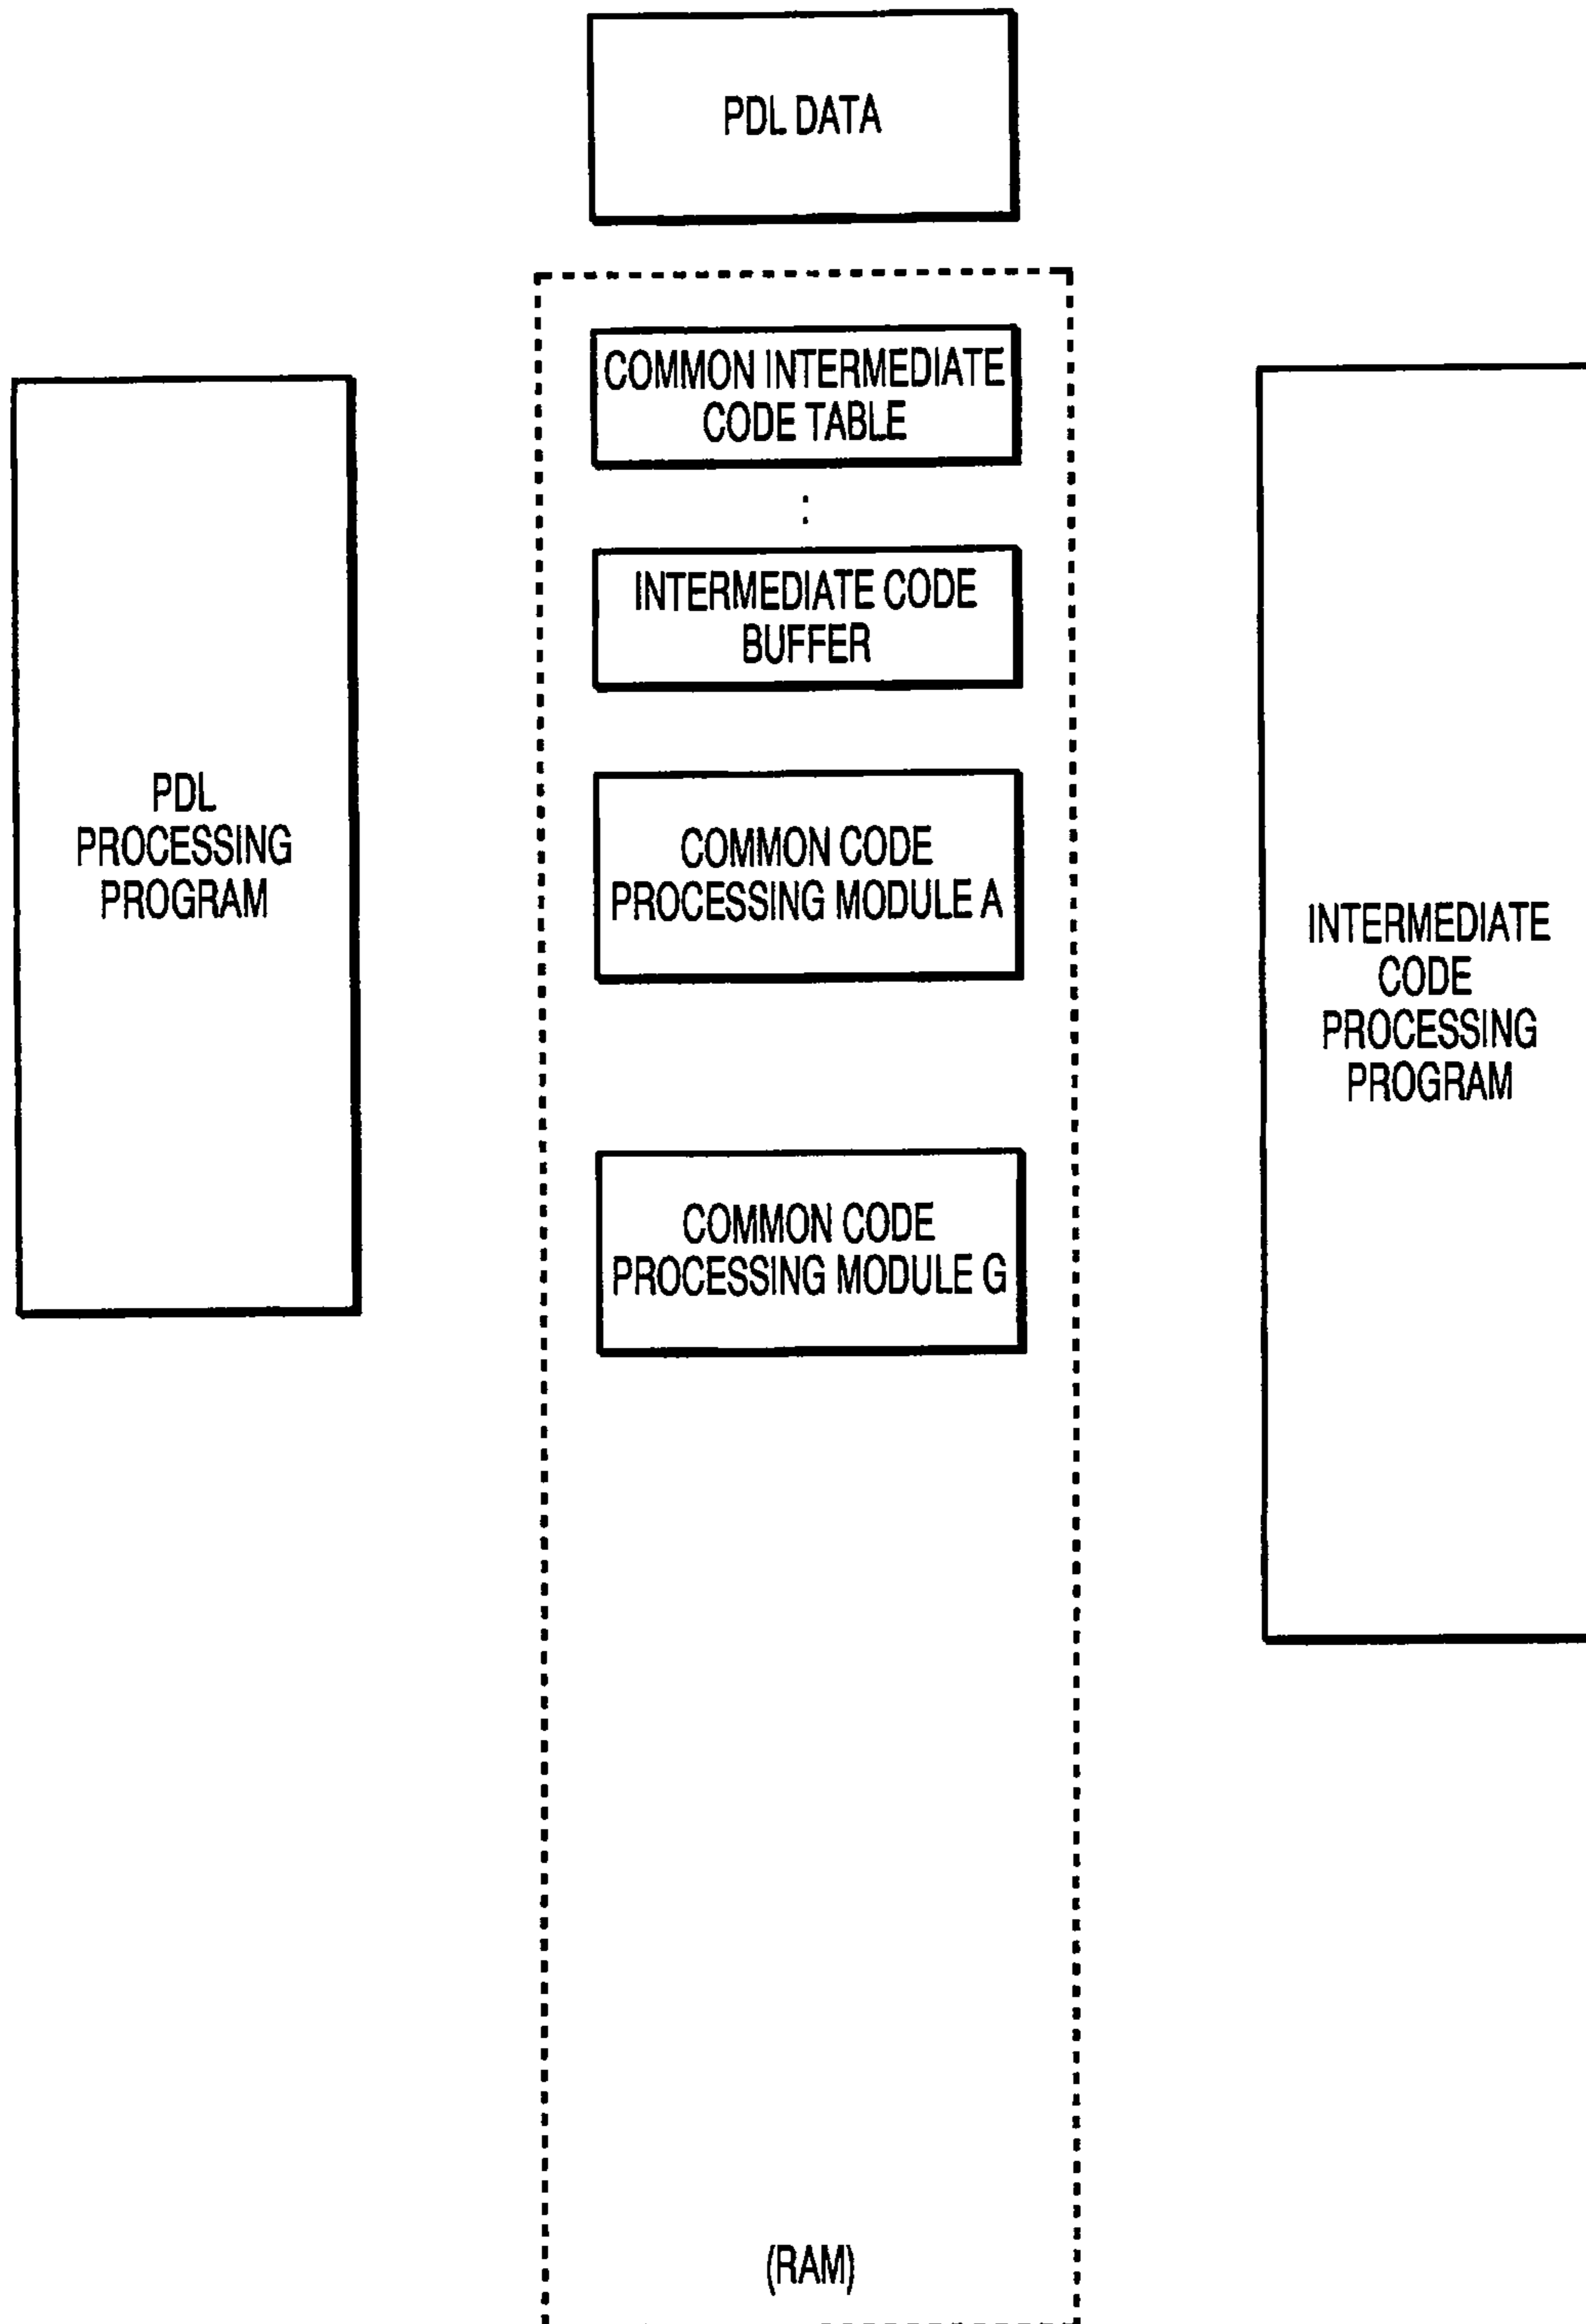 PDL DATA
COMMON INTERMEDIATE
CODE TABLE
INTERMEDIATE CODE
BUFFER
PDL
PROCESSING
PROGRAM
COMMON CODE
PROCESSING MODULE A
INTERMEDIATE
CODE
PROCESSING
PROGRAM
COMMON CODE
PROCESSING MODULE G
(RAM)